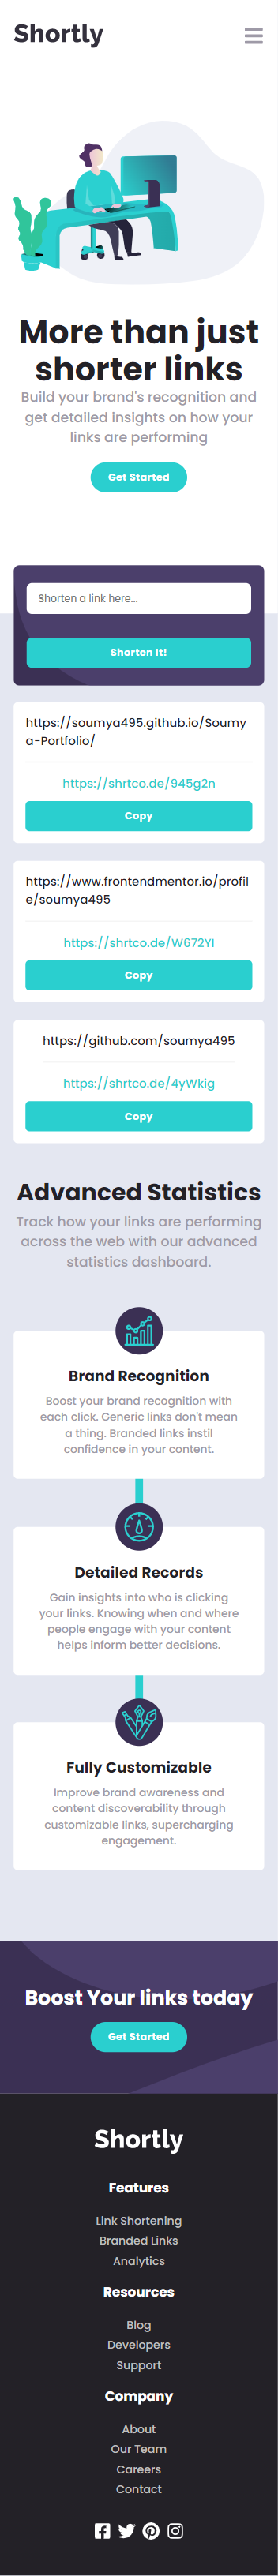 Shortly
More than just
shorter links
Build your brand's recognition and
get detailed insights on how your
links are performing
Get Started
Shorten a link here...
Shorten It!
https://soumya495.github.io/Soumy
a-Portfolio/
https://shrtco.de/945g2n
Copy
https://www.frontendmentor.io/profil
e/soumya495
https://shrtco.de/W672YI
Copy
https://github.com/soumya495
https://shrtco.de/4yWkig
Copy
Advanced Statistics
Track how your links are performing
across the web with our advanced
statistics dashboard.
Brand Recognition
Boost your brand recognition with
each click. Generic links don't mean
a thing. Branded links instil
confidence in your content.
Detailed Records
Gain insights into who is clicking
your links. Knowing when and where
people engage with your content
helps inform better decisions.
Fully Customizable
Improve brand awareness and
content discoverability through
customizable links, supercharging
engagement.
Boost Your links today
Get Started
Shortly
Features
Link Shortening
Branded Links
Analytics
Resources
Blog
Developers
Support
Company
About
Our Team
Careers
Contact